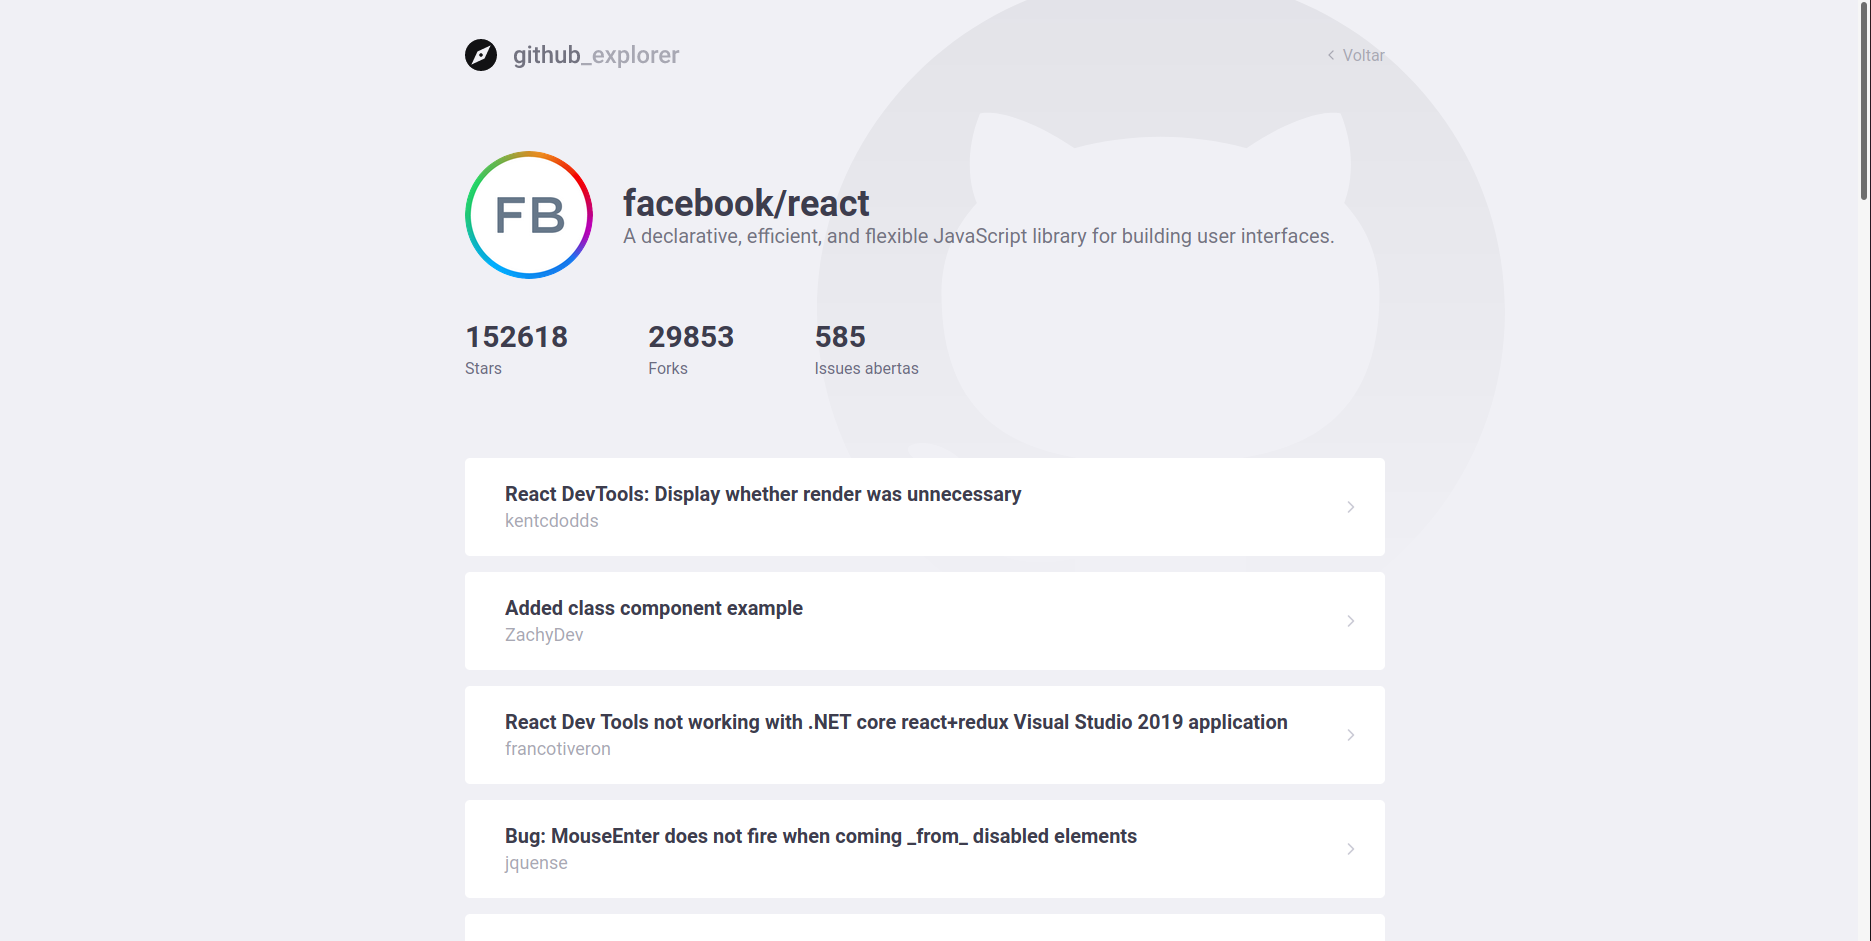 github_explorer
Voltar
FB
facebook/react
A declarative, efficient, and flexible JavaScript library for building user interfaces.
152618 29853 585
Stars Forks Issues abertas
React DevTools: Display whether render was unnecessary
kentcdodds
Added class component example
ZachyDev
React Dev Tools not working with .NET core react+redux Visual Studio 2019 application
francotiveron
Bug: MouseEnter does not fire when coming _from_ disabled elements
jquense